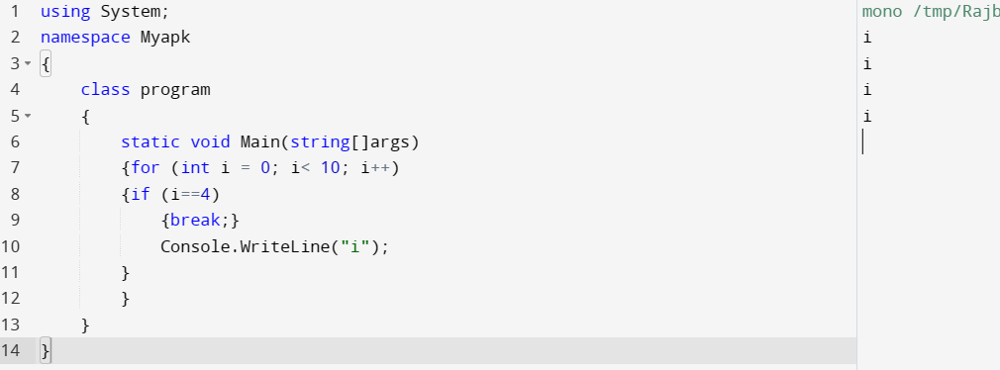 1 using System;
2 namespace Myapk
3 {
4 class program
5 {
6 static void Main(string[]args)
7 {for (int i = 0; i< 10; i++)
8 {if (i==4)
9 {break;}
10 Console.WriteLine("i");
11 }
12 }
13 }
14 }
mono /tmp/Rajb
i
i
i
i